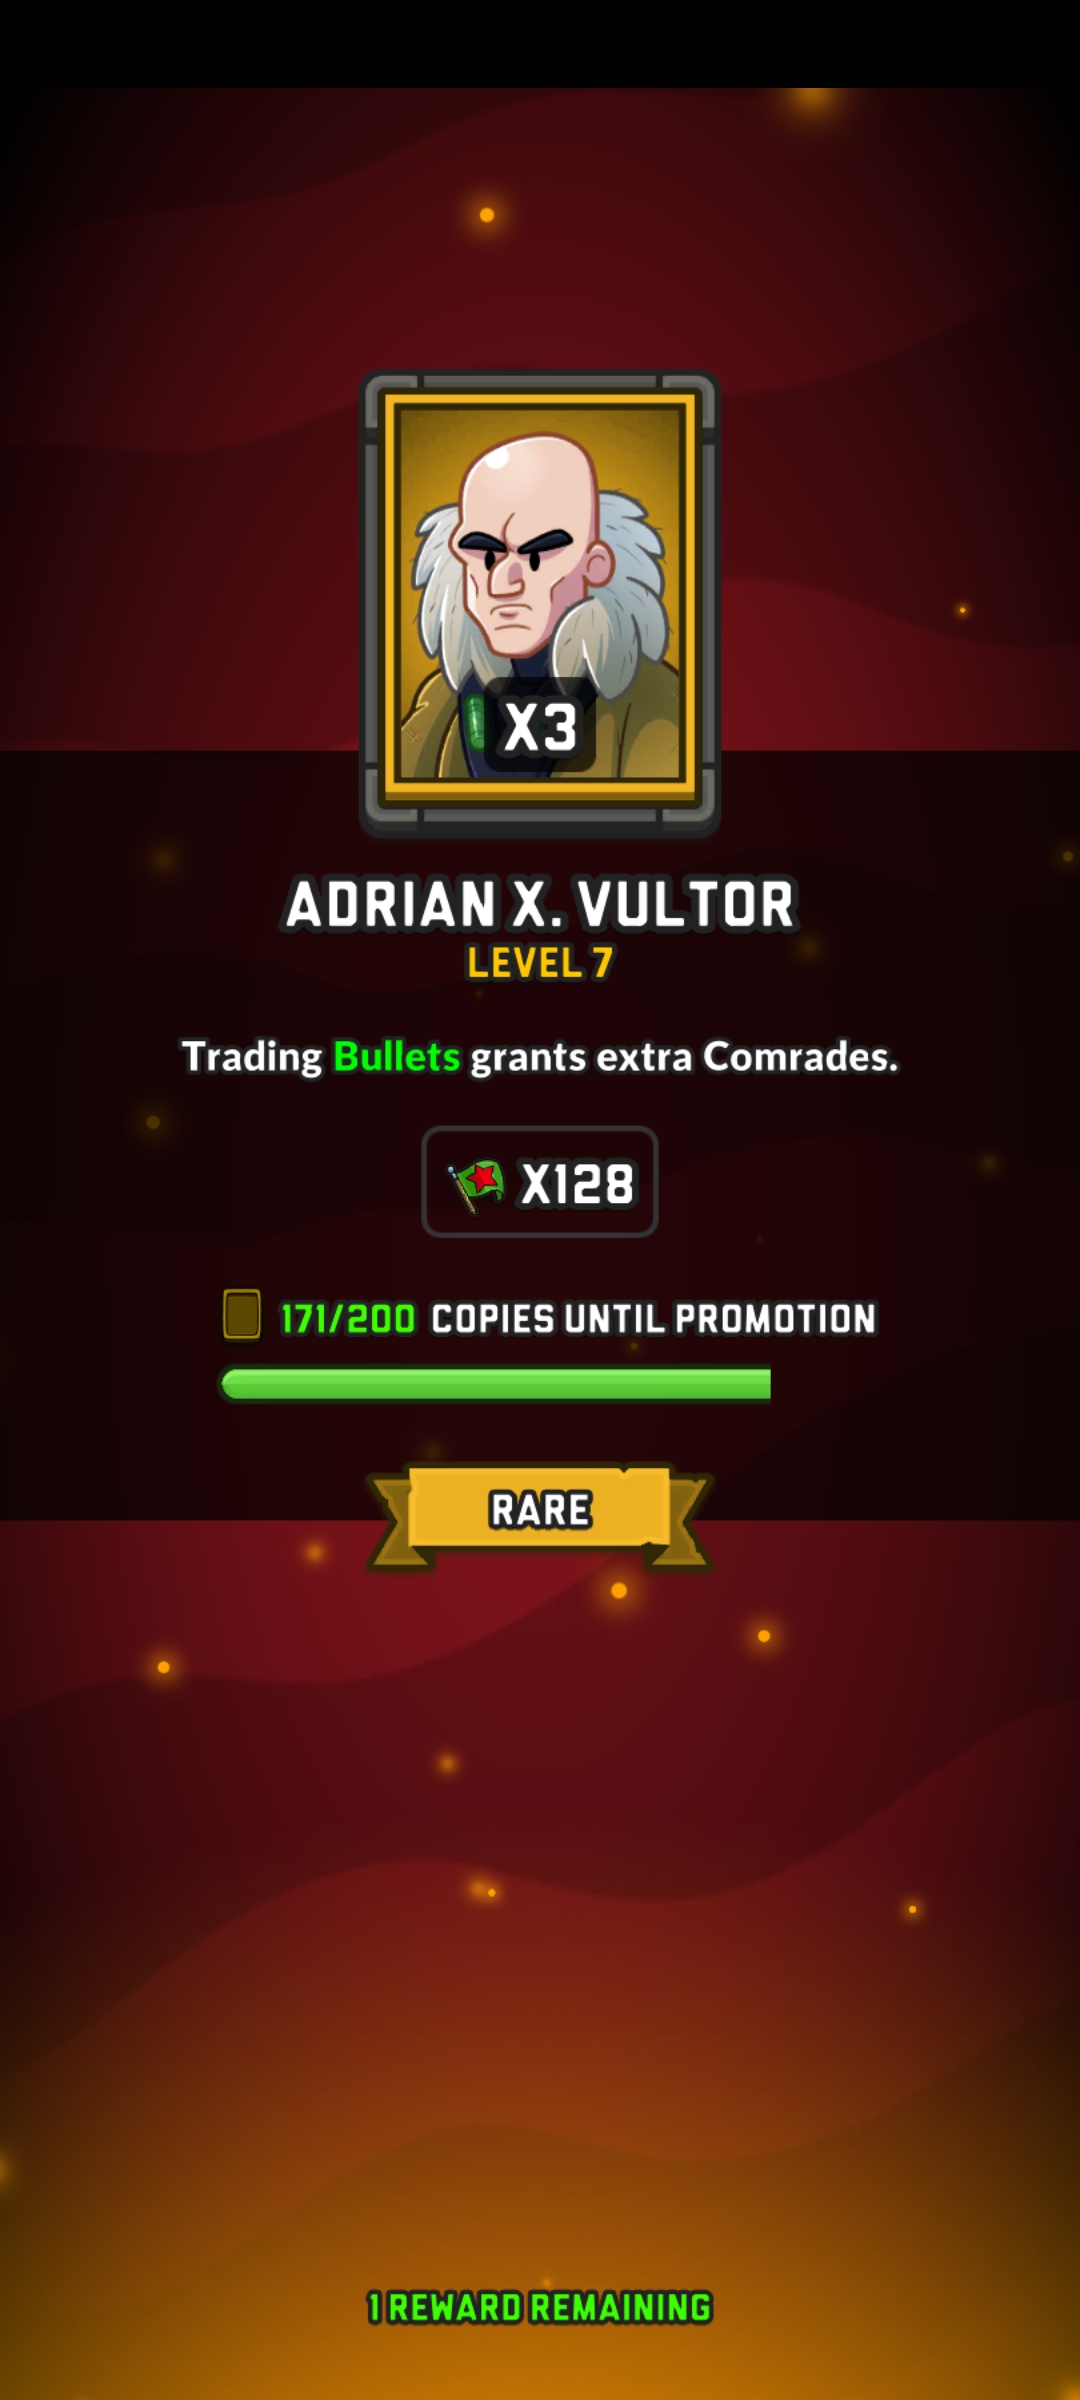 X3
ADRIAN X. VULTOR
LEVEL 7
Trading Bullets grants extra Comrades.
X128
171/200 COPIES UNTIL PROMOTION
RARE
1 REWARD REMAINING